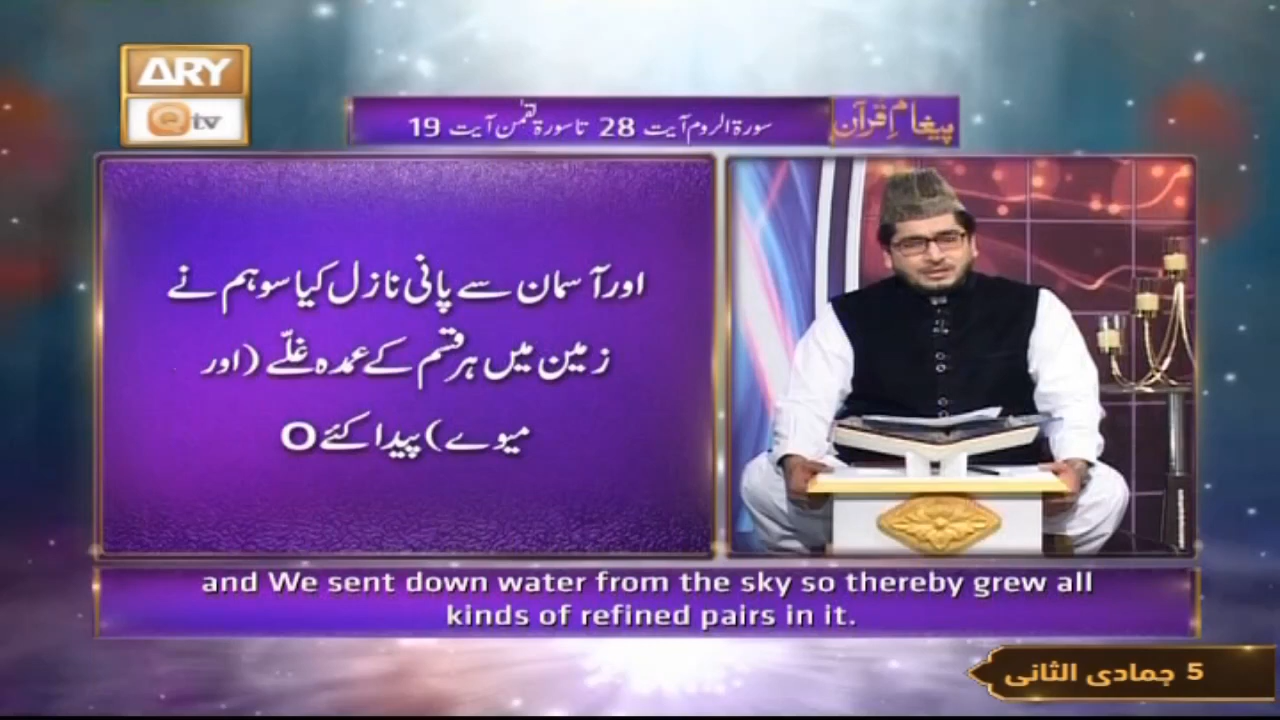 ARY
Qtv
پیغامِ قرآن
سورۃ الروم آیت 28 تا سورۃ لقمٰن آیت 19
اور آسمان سے پانی نازل کیا سو ہم نے
زمین میں ہر قسم کے عمدہ غلّے (اور
میوے) پیدا کئے O
and We sent down water from the sky so thereby grew all
kinds of refined pairs in it.
5 جمادی الثانی